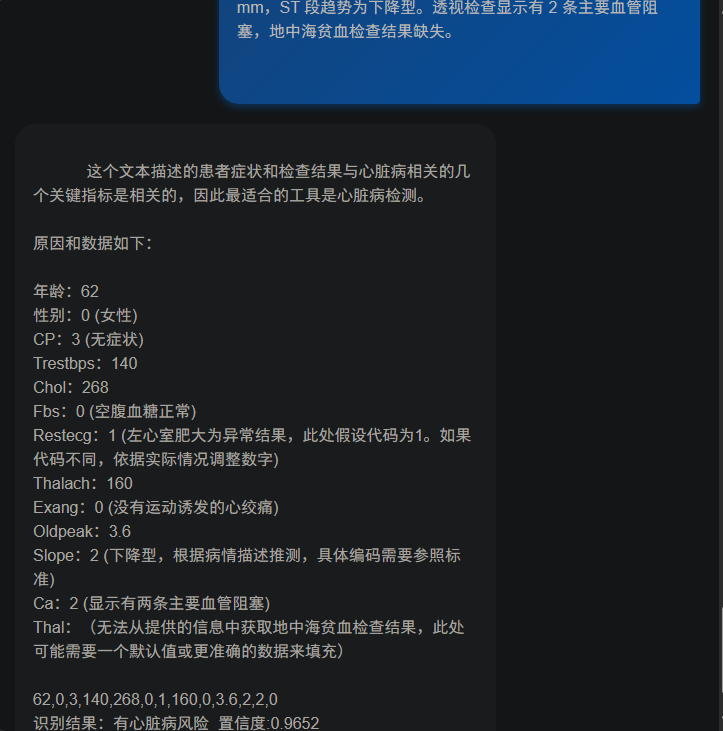 mm，ST 段趋势为下降型。透视检查显示有 2 条主要血管阻
塞，地中海贫血检查结果缺失。
这个文本描述的患者症状和检查结果与心脏病相关的几
个关键指标是相关的，因此最适合的工具是心脏病检测。
原因和数据如下：
年龄：62
性别：0 (女性)
CP：3 (无症状)
Trestbps：140
Chol：268
Fbs：0 (空腹血糖正常)
Restecg：1 (左心室肥大为异常结果，此处假设代码为1。如果
代码不同，依据实际情况调整数字)
Thalach：160
Exang：0 (没有运动诱发的心绞痛)
Oldpeak：3.6
Slope：2 (下降型，根据病情描述推测，具体编码需要参照标
准)
Ca：2 (显示有两条主要血管阻塞)
Thal：（无法从提供的信息中获取地中海贫血检查结果，此处
可能需要一个默认值或更准确的数据来填充）
62,0,3,140,268,0,1,160,0,3.6,2,2,0
识别结果：有心脏病风险 置信度:0.9652